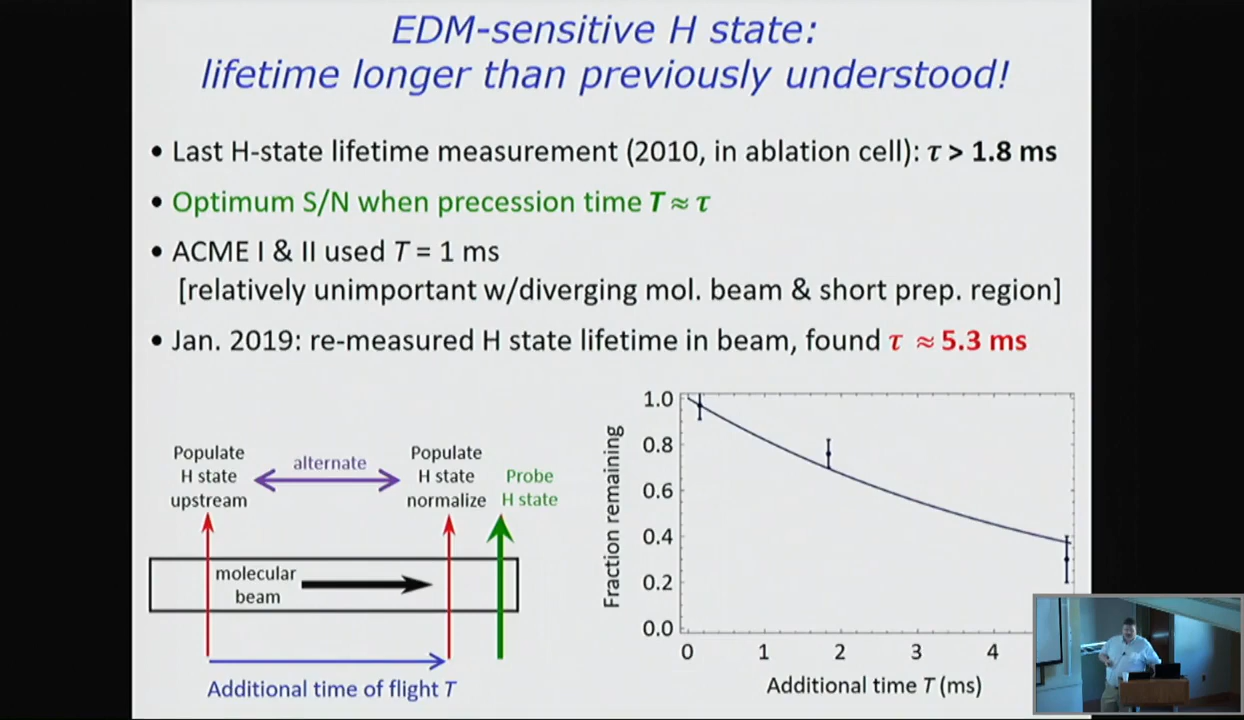 EDM-sensitive H state:
lifetime longer than previously understood!
• Last H-state lifetime measurement (2010, in ablation cell): τ > 1.8 ms
• Optimum S/N when precession time T ≈ τ
• ACME I & II used T = 1 ms
[relatively unimportant w/diverging mol. beam & short prep. region]
• Jan. 2019: re-measured H state lifetime in beam, found τ ≈ 5.3 ms
Populate
H state
upstream
alternate
Populate
H state
normalize
Probe
H state
molecular
beam
Additional time of flight T
Fraction remaining
1.0
0.8
0.6
0.4
0.2
0.0
0
1
2
3
4
Additional time T (ms)